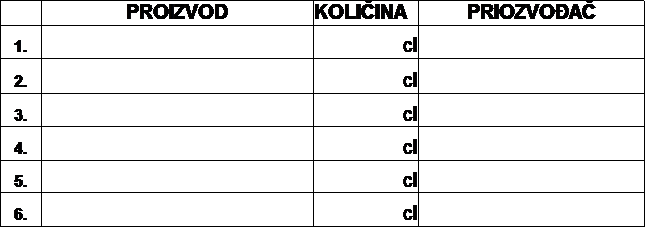 PROIZVOD KOLIČINA PRIOZVOĐAČ
1. cl
2. cl
3. cl
4. cl
5. cl
6. cl